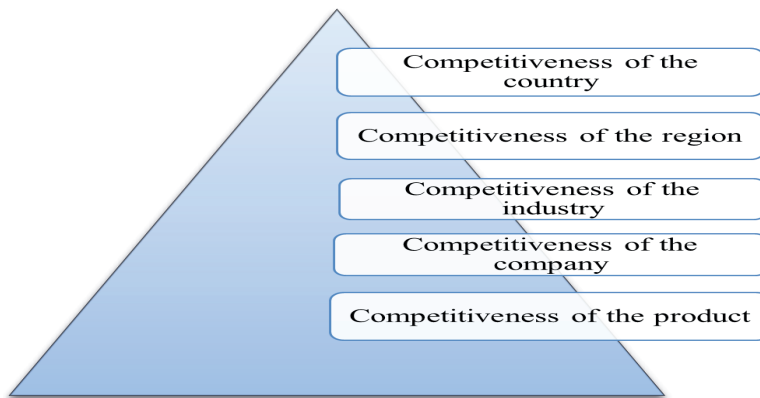 Competitiveness of the
country
Competitiveness of the region
Competitiveness of the
industry
Competitiveness of the
company
Competitiveness of the product